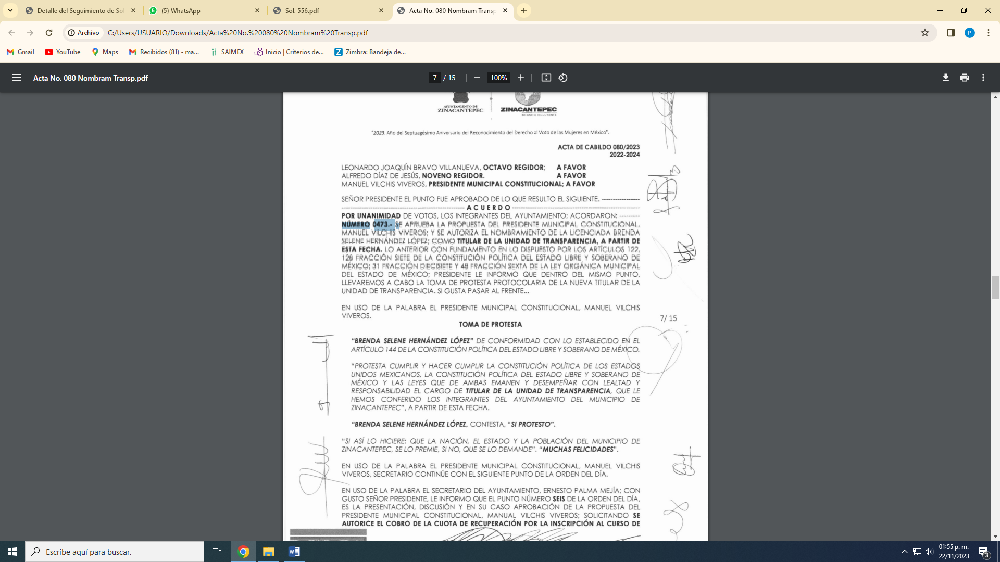 Detalle del Seguimiento de Sol
(5) WhatsApp
Sol. 556.pdf
Acta No. 080 Nombram Transp
Archivo
C:/Users/USUARIO/Downloads/Acta%20No.%20080%20Nombram%20Transp.pdf
P
Gmail
YouTube
Maps
Recibidos (81) - ma...
SAIMEX
Inicio | Criterios de...
Zimbra: Bandeja de...
Acta No. 080 Nombram Transp.pdf
7 / 15
100%
AYUNTAMIENTO DE
ZINACANTEPEC
ZINACANTEPEC
"2023. Año del Septuagésimo Aniversario del Reconocimiento del Derecho al Voto de las Mujeres en México".
ACTA DE CABILDO 080/2023
2022-2024
LEONARDO JOAQUÍN BRAVO VILLANUEVA, OCTAVO REGIDOR; A FAVOR
ALFREDO DÍAZ DE JESÚS, NOVENO REGIDOR. A FAVOR
MANUEL VILCHIS VIVEROS, PRESIDENTE MUNICIPAL CONSTITUCIONAL; A FAVOR
SEÑOR PRESIDENTE EL PUNTO FUE APROBADO DE LO QUE RESULTO EL SIGUIENTE. -----------------
------------------------------------------------------ A C U E R D O ------------------------------------------------------
POR UNANIMIDAD DE VOTOS, LOS INTEGRANTES DEL AYUNTAMIENTO; ACORDARON: ---------
NÚMERO 0473.- SE APRUEBA LA PROPUESTA DEL PRESIDENTE MUNICIPAL CONSTITUCIONAL,
MANUEL VILCHIS VIVEROS; Y SE AUTORIZA EL NOMBRAMIENTO DE LA LICENCIADA BRENDA
SELENE HERNÁNDEZ LÓPEZ; COMO TITULAR DE LA UNIDAD DE TRANSPARENCIA, A PARTIR DE
ESTA FECHA. LO ANTERIOR CON FUNDAMENTO EN LO DISPUESTO POR LOS ARTÍCULOS 122,
128 FRACCIÓN SIETE DE LA CONSTITUCIÓN POLÍTICA DEL ESTADO LIBRE Y SOBERANO DE
MÉXICO; 31 FRACCIÓN DIECISIETE Y 48 FRACCIÓN SEXTA DE LA LEY ORGÁNICA MUNICIPAL
DEL ESTADO DE MÉXICO; PRESIDENTE LE INFORMO QUE DENTRO DEL MISMO PUNTO,
LLEVAREMOS A CABO LA TOMA DE PROTESTA PROTOCOLARIA DE LA NUEVA TITULAR DE LA
UNIDAD DE TRANSPARENCIA. SI GUSTA PASAR AL FRENTE...
EN USO DE LA PALABRA EL PRESIDENTE MUNICIPAL CONSTITUCIONAL, MANUEL VILCHIS
VIVEROS.
7/ 15
TOMA DE PROTESTA
"BRENDA SELENE HERNÁNDEZ LÓPEZ" DE CONFORMIDAD CON LO ESTABLECIDO EN EL
ARTÍCULO 144 DE LA CONSTITUCIÓN POLÍTICA DEL ESTADO LIBRE Y SOBERANO DE MÉXICO.
"PROTESTA CUMPLIR Y HACER CUMPLIR LA CONSTITUCIÓN POLÍTICA DE LOS ESTADOS
UNIDOS MEXICANOS, LA CONSTITUCIÓN POLÍTICA DEL ESTADO LIBRE Y SOBERANO DE
MÉXICO Y LAS LEYES QUE DE AMBAS EMANEN Y DESEMPEÑAR CON LEALTAD Y
RESPONSABILIDAD EL CARGO DE TITULAR DE LA UNIDAD DE TRANSPARENCIA, QUE LE
HEMOS CONFERIDO LOS INTEGRANTES DEL AYUNTAMIENTO DEL MUNICIPIO DE
ZINACANTEPEC", A PARTIR DE ESTA FECHA.
"BRENDA SELENE HERNÁNDEZ LÓPEZ, CONTESTA, "SI PROTESTO".
"SI ASÍ LO HICIERE: QUE LA NACIÓN, EL ESTADO Y LA POBLACIÓN DEL MUNICIPIO DE
ZINACANTEPEC, SE LO PREMIE, SI NO, QUE SE LO DEMANDE". "MUCHAS FELICIDADES".
EN USO DE LA PALABRA EL PRESIDENTE MUNICIPAL CONSTITUCIONAL, MANUEL VILCHIS
VIVEROS, SECRETARIO CONTINÚE CON EL SIGUIENTE PUNTO DE LA ORDEN DEL DÍA.
EN USO DE LA PALABRA EL SECRETARIO DEL AYUNTAMIENTO, ERNESTO PALMA MEJÍA; CON
GUSTO SEÑOR PRESIDENTE, LE INFORMO QUE EL PUNTO NÚMERO SEIS DE LA ORDEN DEL DÍA,
ES LA PRESENTACIÓN, DISCUSIÓN Y EN SU CASO APROBACIÓN DE LA PROPUESTA DEL
PRESIDENTE MUNICIPAL CONSTITUCIONAL, MANUAL VILCHIS VIVEROS; SOLICITANDO SE
AUTORICE EL COBRO DE LA CUOTA DE RECUPERACIÓN POR LA INSCRIPCIÓN AL CURSO DE
Escribe aquí para buscar.
01:55 p. m.
22/11/2023
3